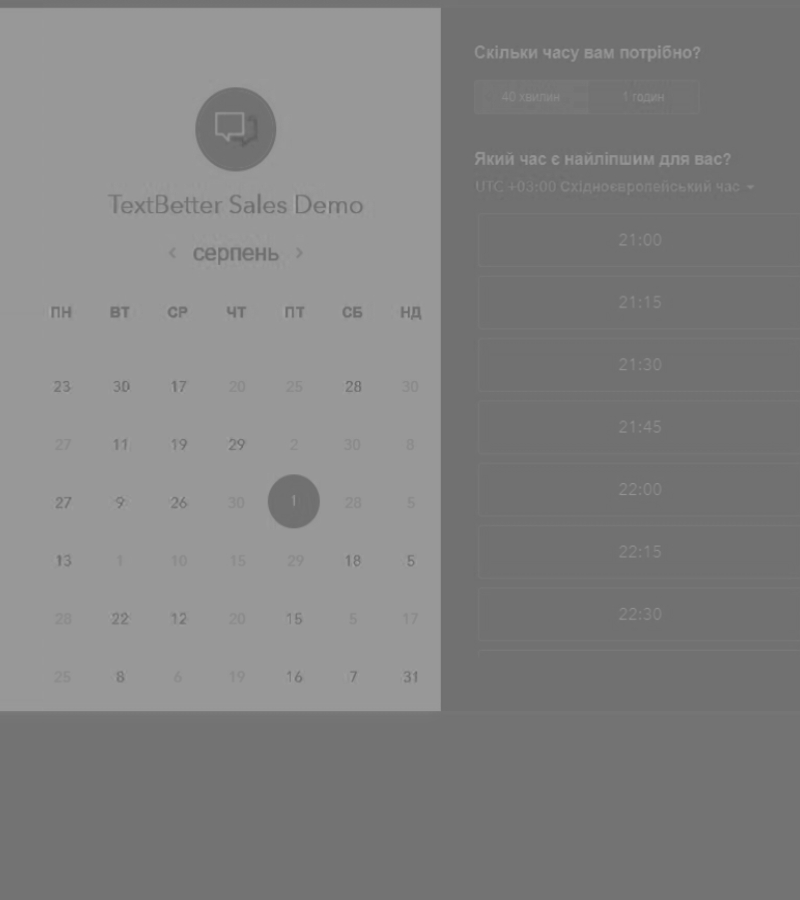 TextBetter Sales Demo
серпень
ПН ВТ СР ЧТ ПТ СБ НД
23 30 17 20 25 28 30
27 11 19 29 2 30 8
27 9 26 30 1 28 5
13 1 10 15 29 18 5
28 22 12 20 15 5 17
25 8 6 19 16 7 31
Скільки часу вам потрібно?
40 хвилин 1 годин
Який час є найліпшим для вас?
UTC +03:00 Східноєвропейський час
21:00
21:15
21:30
21:45
22:00
22:15
22:30